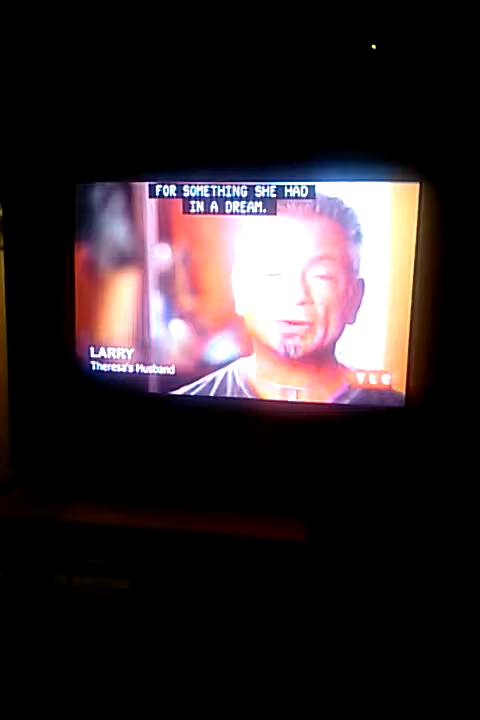 FOR SOMETHING SHE HAD
IN A DREAM.
LARRY
Theresa's Husband
TLC